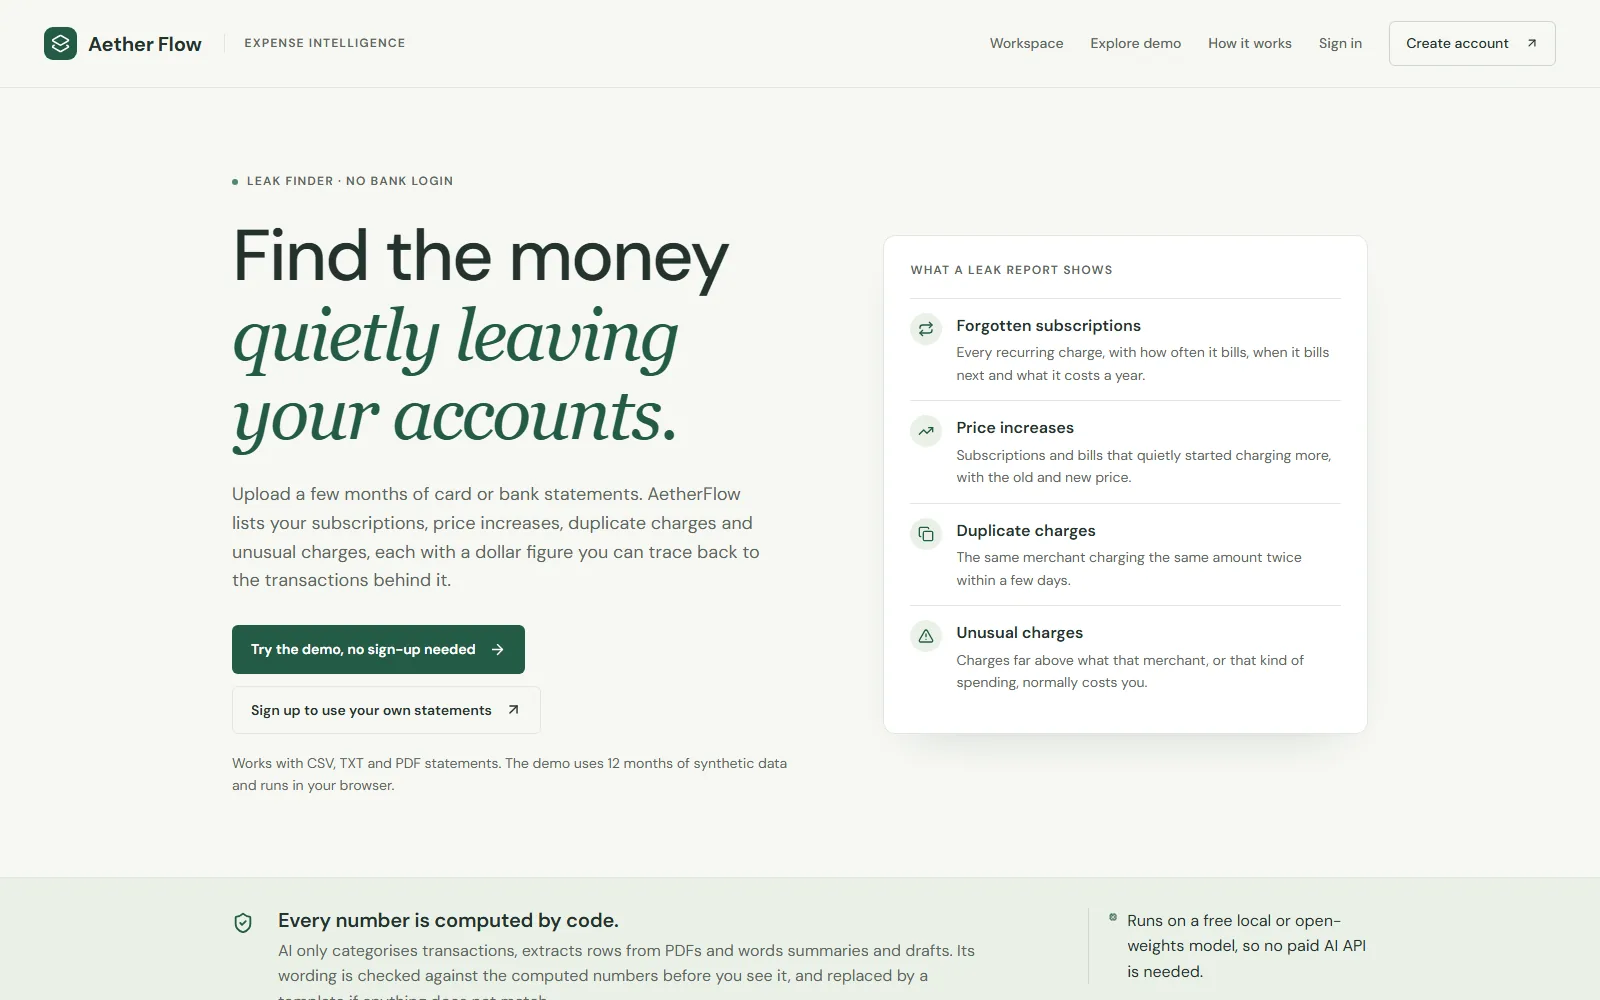 Aether Flow
EXPENSE INTELLIGENCE
Workspace
Explore demo
How it works
Sign in
Create account
LEAK FINDER · NO BANK LOGIN
Find the money
quietly leaving
your accounts.
Upload a few months of card or bank statements. AetherFlow
lists your subscriptions, price increases, duplicate charges and
unusual charges, each with a dollar figure you can trace back to
the transactions behind it.
Try the demo, no sign-up needed
Sign up to use your own statements
Works with CSV, TXT and PDF statements. The demo uses 12 months of synthetic data
and runs in your browser.
WHAT A LEAK REPORT SHOWS
Forgotten subscriptions
Every recurring charge, with how often it bills, when it bills
next and what it costs a year.
Price increases
Subscriptions and bills that quietly started charging more,
with the old and new price.
Duplicate charges
The same merchant charging the same amount twice
within a few days.
Unusual charges
Charges far above what that merchant, or that kind of
spending, normally costs you.
Every number is computed by code.
AI only categorises transactions, extracts rows from PDFs and words summaries and drafts. Its
wording is checked against the computed numbers before you see it, and replaced by a
template if anything does not match.
Runs on a free local or open-
weights model, so no paid AI API
is needed.